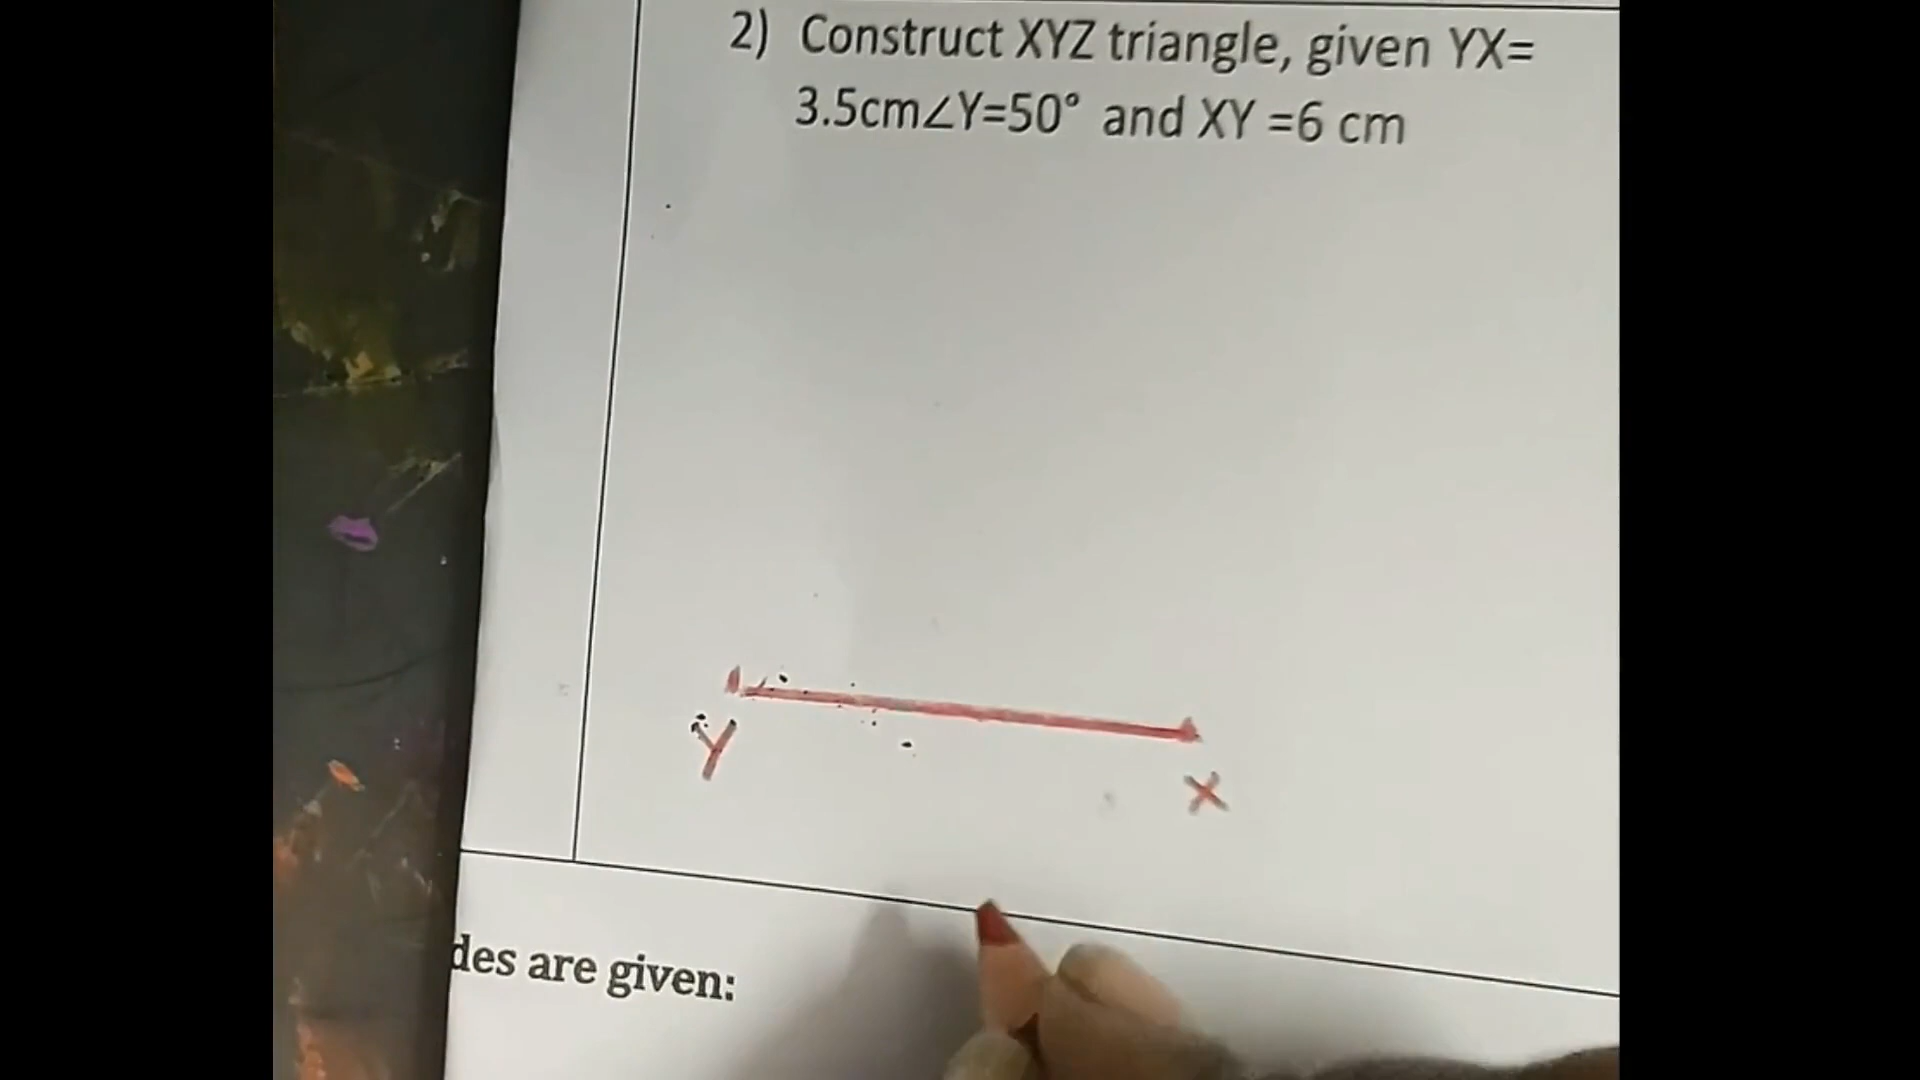 2) Construct XYZ triangle, given YX=
3.5cm∠Y=50° and XY =6 cm
Y
X
des are given: